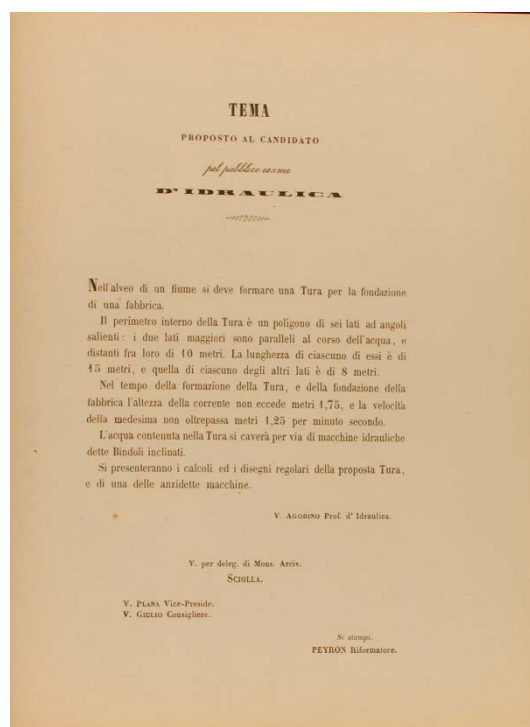 TEMA
PROPOSTO AL CANDIDATO
pel pubblico esame
D'IDRAULICA
Nell'alveo di un fiume si deve formare una Tura per la fondazione
di una fabbrica.
Il perimetro interno della Tura è un poligono di sei lati ad angoli
salienti: i due lati maggiori sono paralleli al corso dell'acqua, e
distanti fra loro di 10 metri. La lunghezza di ciascuno di essi è di
15 metri, e quella di ciascuno degli altri lati è di 8 metri.
Nel tempo della formazione della Tura, e della fondazione della
fabbrica l'altezza della corrente non eccede metri 1,75, e la velocità
della medesima non oltrepassa metri 1,25 per minuto secondo.
L'acqua contenuta nella Tura si caverà per via di macchine idrauliche
dette Bindoli inclinati.
Si presenteranno i calcoli ed i disegni regolari della proposta Tura,
e di una delle anzidette macchine.
V. AGODINO Prof. d' Idraulica.
V. per deleg. di Mons. Arciv.
SCIOLLA.
V. PLANA Vice-Preside.
V. GIULIO Consigliere.
Si stampi.
PEYRON Riformatore.